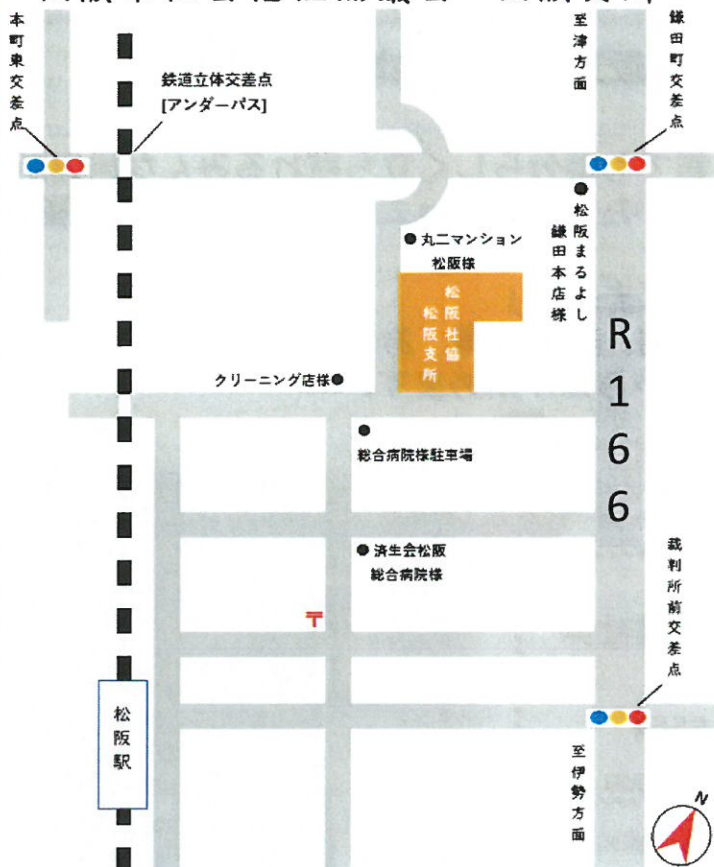 本町東交差点
鉄道立体交差点
[アンダーパス]
至津方面
鎌田町交差点
丸二マンション
松阪様
松阪まるよし
鎌田本店様
松阪社協
松阪支所
R166
クリーニング店様
総合病院様駐車場
済生会松阪
総合病院様
〒
裁判所前交差点
松阪駅
至伊勢方面
N